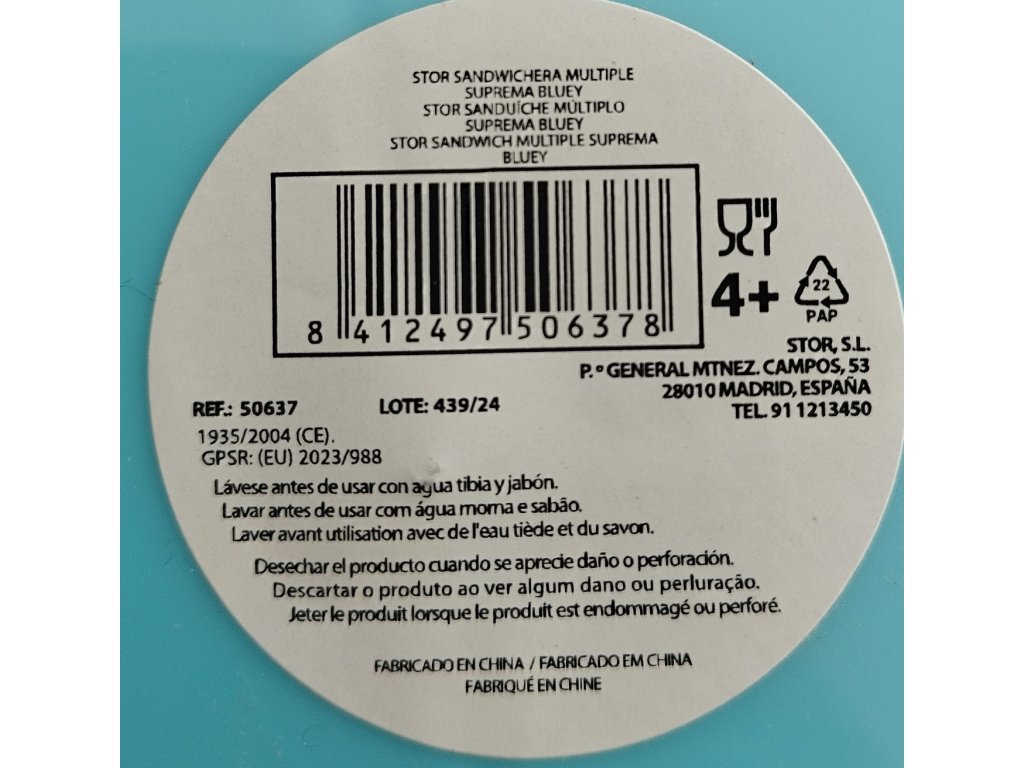 STOR SANDWICHERA MULTIPLE
SUPREMA BLUEY
STOR SANDUÍCHE MÚLTIPLO
SUPREMA BLUEY
STOR SANDWICH MULTIPLE SUPREMA
BLUEY
8 412497 506378
4+
22
PAP
STOR, S.L.
P.º GENERAL MTNEZ. CAMPOS, 53
28010 MADRID, ESPAÑA
TEL. 91 1213450
REF.: 50637 LOTE: 439/24
1935/2004 (CE).
GPSR: (EU) 2023/988
Lávese antes de usar con agua tibia y jabón.
Lavar antes de usar com água morna e sabão.
Laver avant utilisation avec de l'eau tiède et du savon.
Desechar el producto cuando se aprecie daño o perforación.
Descartar o produto ao ver algum dano ou perluração.
Jeter le produit lorsque le produit est endommagé ou perforé.
FABRICADO EN CHINA / FABRICADO EM CHINA
FABRIQUÉ EN CHINE